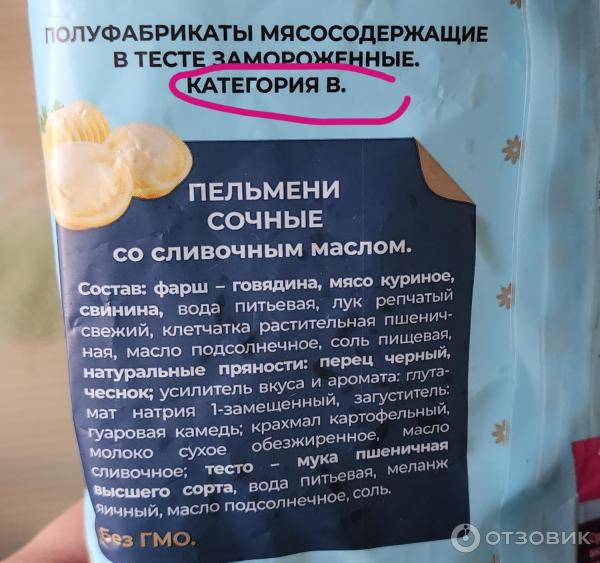 ПОЛУФАБРИКАТЫ МЯСОСОДЕРЖАЩИЕ
В ТЕСТЕ ЗАМОРОЖЕННЫЕ.
КАТЕГОРИЯ В.
ПЕЛЬМЕНИ
СОЧНЫЕ
СО СЛИВОЧНЫМ МАСЛОМ.
Состав: фарш – говядина, мясо куриное,
свинина, вода питьевая, лук репчатый
свежий, клетчатка растительная пшенич-
ная, масло подсолнечное, соль пищевая,
натуральные пряности: перец черный,
чеснок; усилитель вкуса и аромата: глута-
мат натрия 1-замещенный, загуститель:
гуаровая камедь; крахмал картофельный,
молоко сухое обезжиренное, масло
сливочное; тесто – мука пшеничная
высшего сорта, вода питьевая, меланж
яичный, масло подсолнечное, соль.
Без ГМО.
ОТЗОВИК